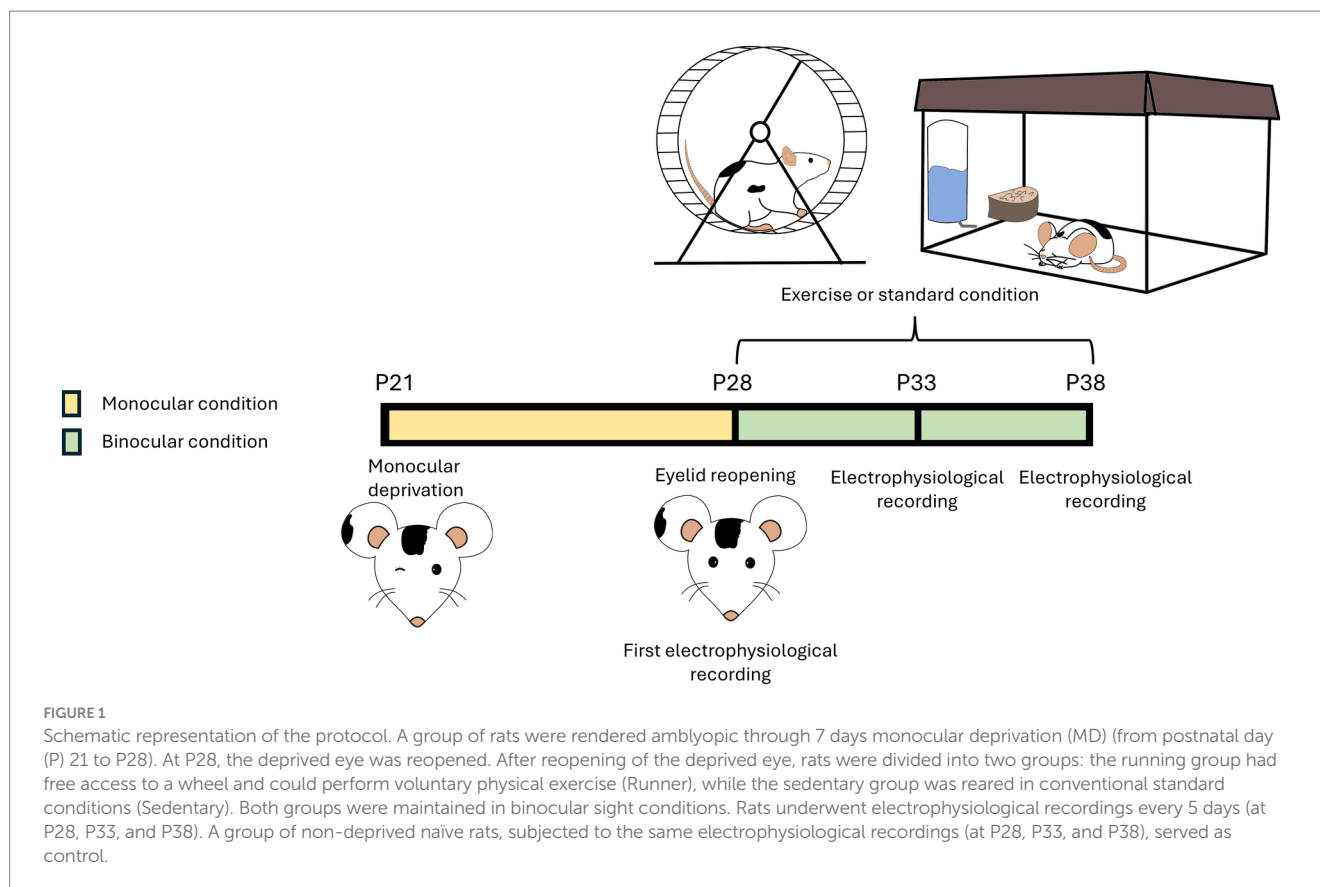 Exercise or standard condition
P21
P28
P33
P38
Monocular condition
Binocular condition
Monocular
deprivation
Eyelid reopening
Electrophysiological
recording
Electrophysiological
recording
First electrophysiological
recording
FIGURE 1
Schematic representation of the protocol. A group of rats were rendered amblyopic through 7 days monocular deprivation (MD) (from postnatal day
(P) 21 to P28). At P28, the deprived eye was reopened. After reopening of the deprived eye, rats were divided into two groups: the running group had
free access to a wheel and could perform voluntary physical exercise (Runner), while the sedentary group was reared in conventional standard
conditions (Sedentary). Both groups were maintained in binocular sight conditions. Rats underwent electrophysiological recordings every 5 days (at
P28, P33, and P38). A group of non-deprived naïve rats, subjected to the same electrophysiological recordings (at P28, P33, and P38), served as
control.